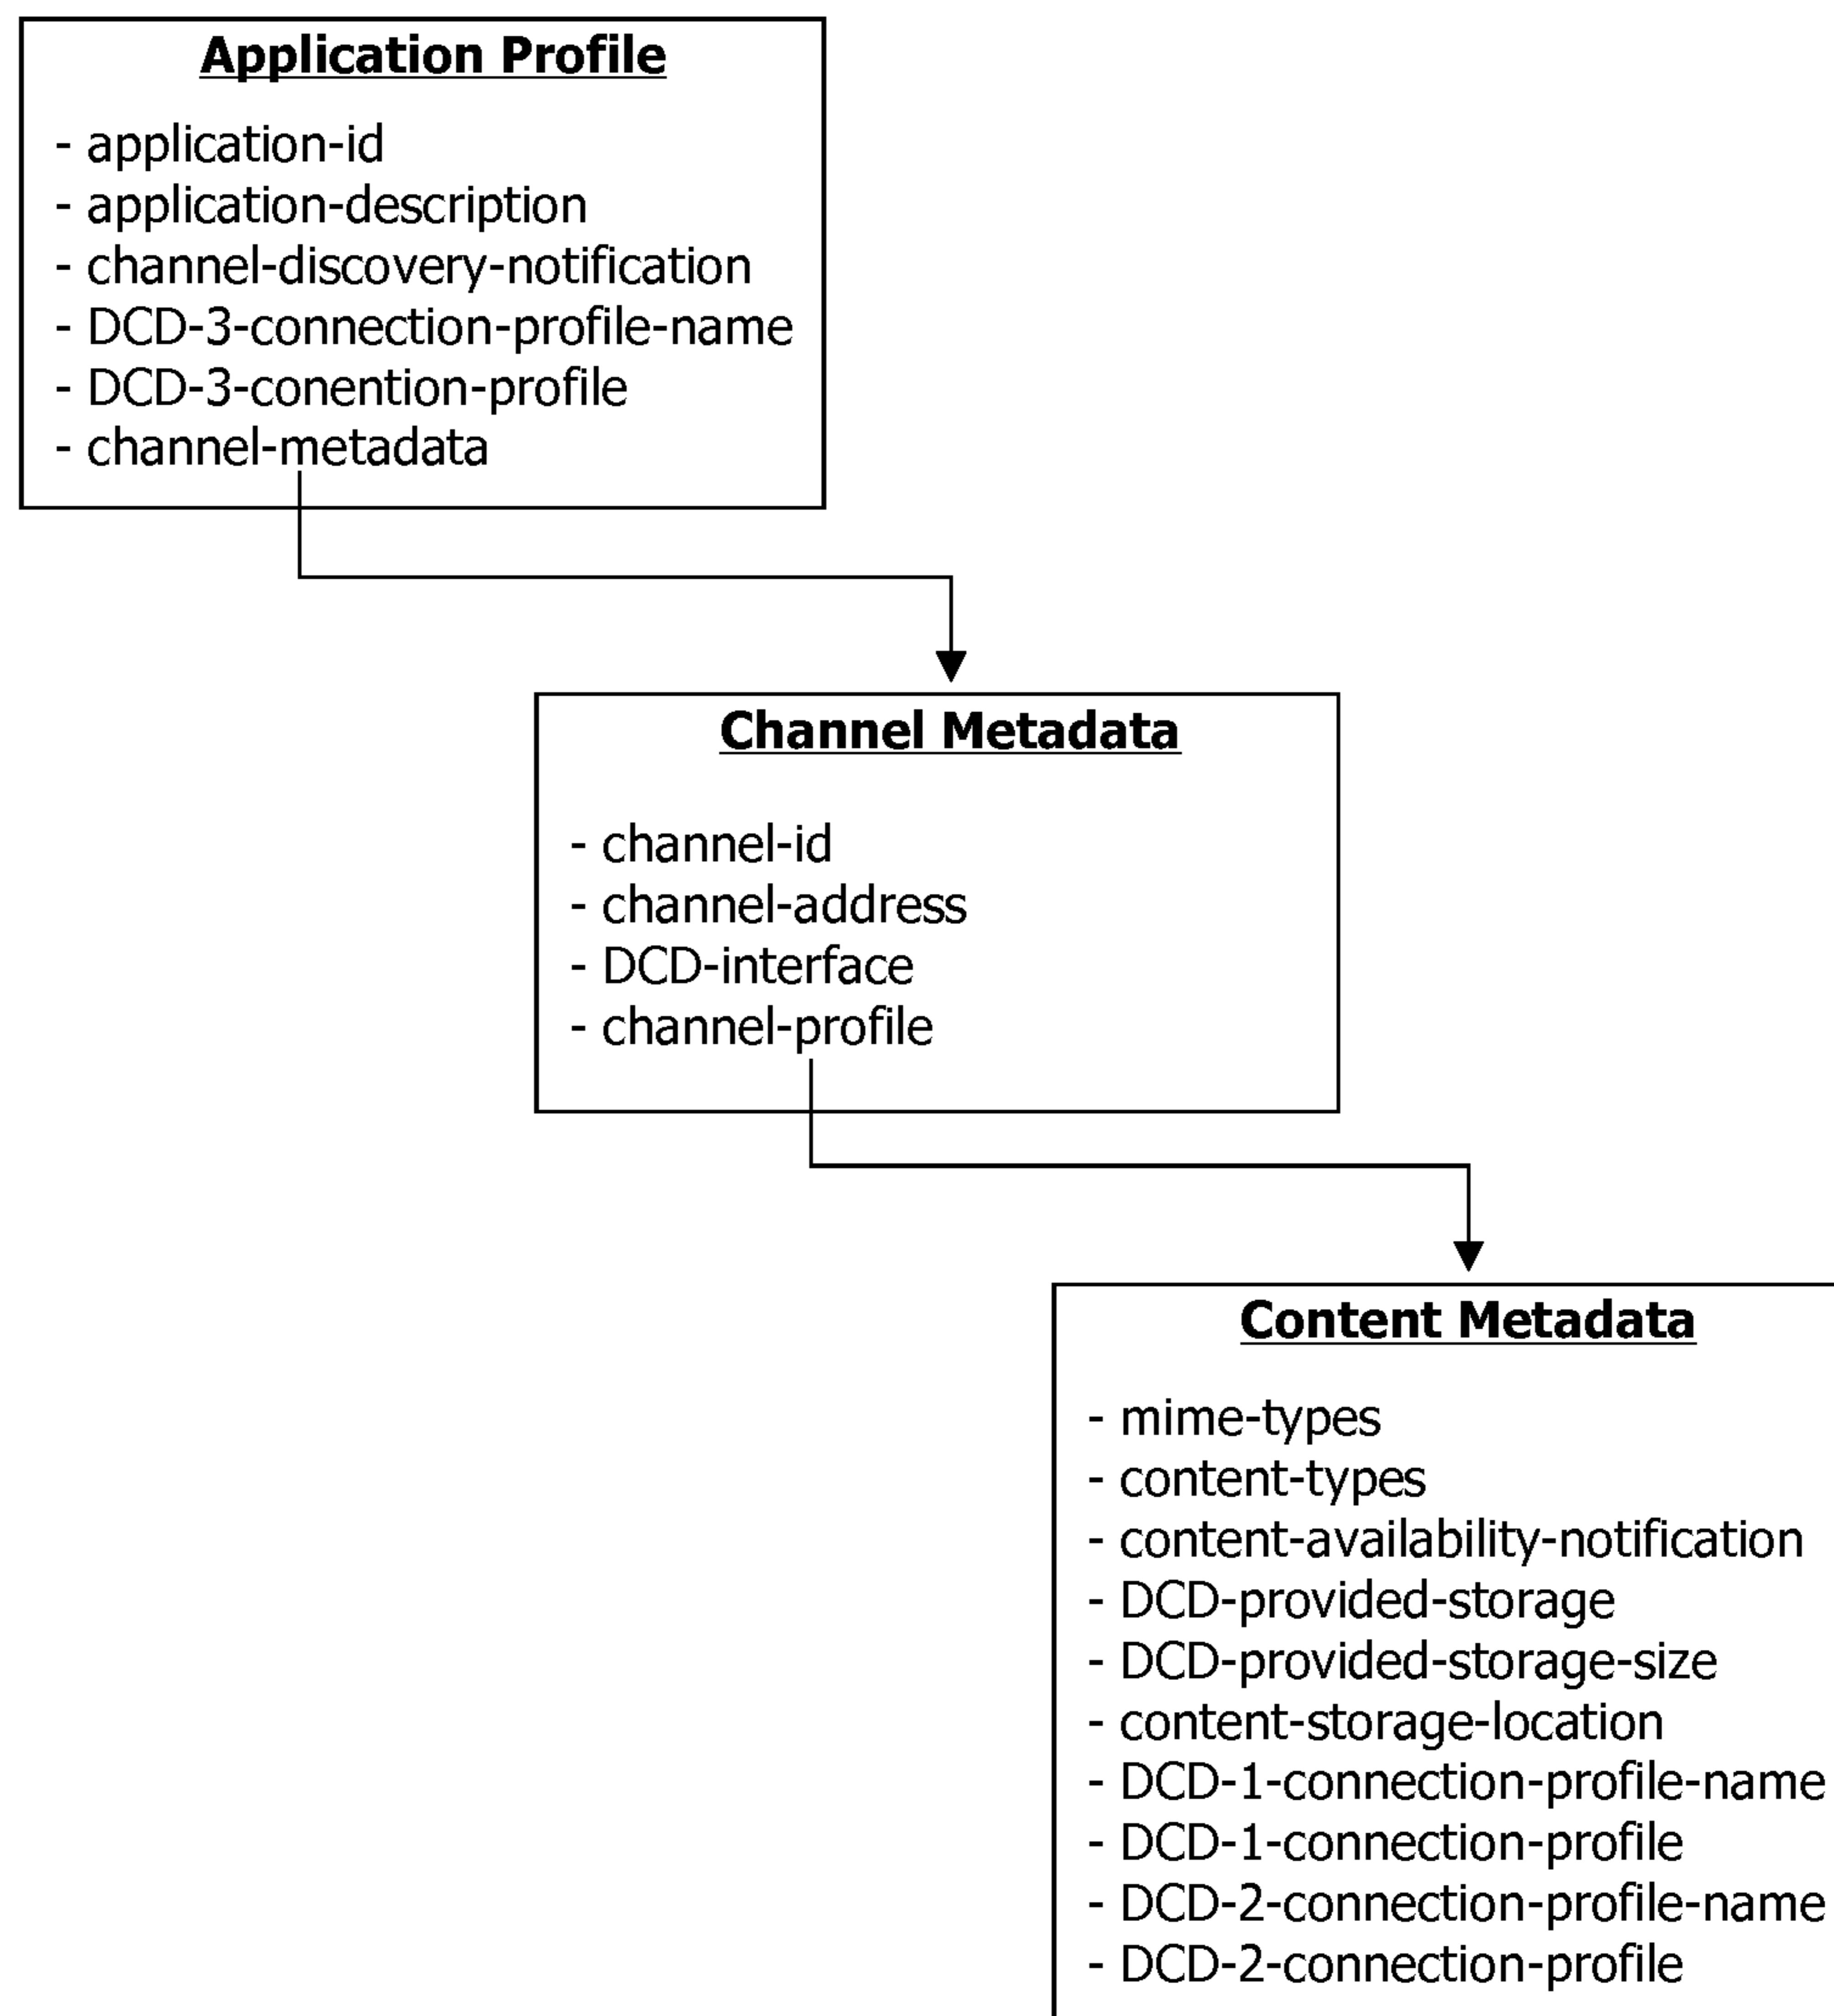 Application Profile
- application-id
- application-description
- channel-discovery-notification
- DCD-3-connection-profile-name
- DCD-3-conention-profile
- channel-metadata
Channel Metadata
- channel-id
- channel-address
- DCD-interface
- channel-profile
Content Metadata
- mime-types
- content-types
- content-availability-notification
- DCD-provided-storage
- DCD-provided-storage-size
- content-storage-location
- DCD-1-connection-profile-name
- DCD-1-connection-profile
- DCD-2-connection-profile-name
- DCD-2-connection-profile